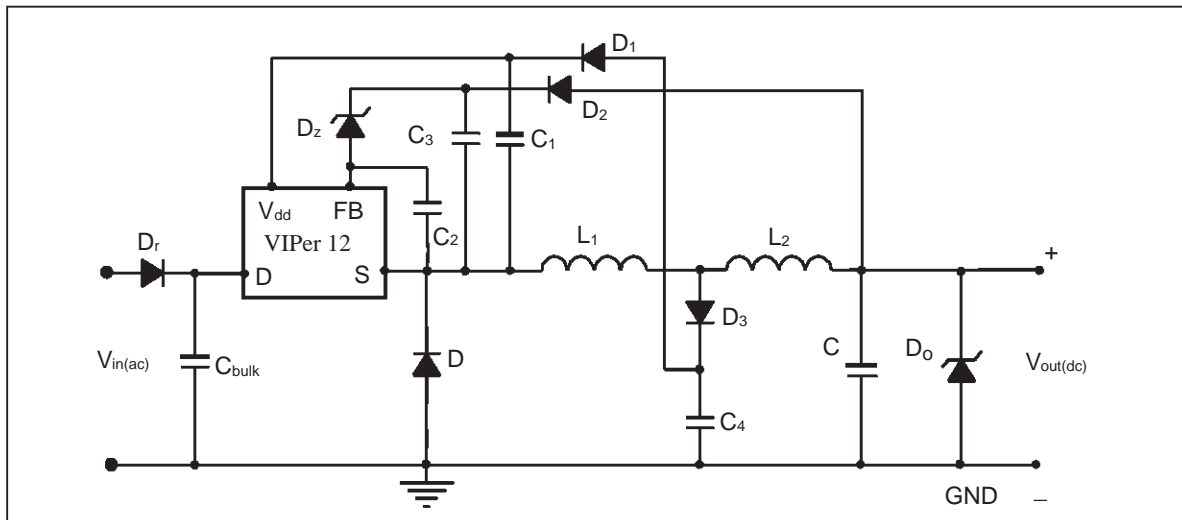 D1
D2
Dz
C3
C1
Vdd
FB
VIPer 12
C2
L1
L2
Dr
D
S
+
D3
Vin(ac)
Cbulk
D
C
Do
Vout(dc)
C4
GND
–